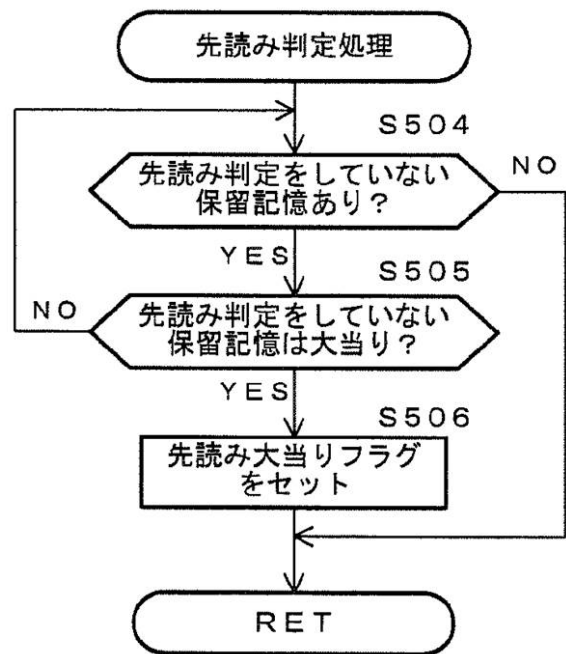 先読み判定処理
S504
先読み判定をしていない
保留記憶あり?
NO
YES
S505
先読み判定をしていない
保留記憶は大当り?
NO
YES
S506
先読み大当りフラグ
をセット
RET